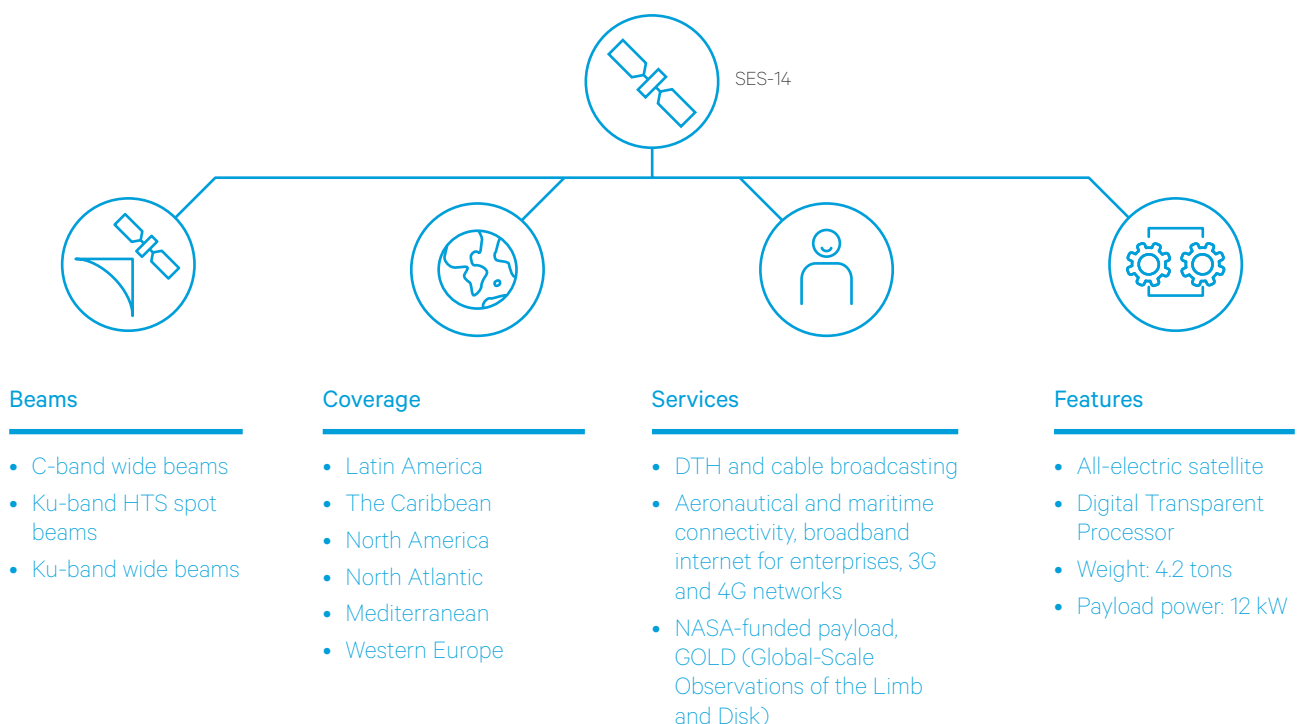 SES-14
Beams
• C-band wide beams
• Ku-band HTS spot
beams
• Ku-band wide beams
Coverage
• Latin America
• The Caribbean
• North America
• North Atlantic
• Mediterranean
• Western Europe
Services
• DTH and cable broadcasting
• Aeronautical and maritime
connectivity, broadband
internet for enterprises, 3G
and 4G networks
• NASA-funded payload,
GOLD (Global-Scale
Observations of the Limb
and Disk)
Features
• All-electric satellite
• Digital Transparent
Processor
• Weight: 4.2 tons
• Payload power: 12 kW